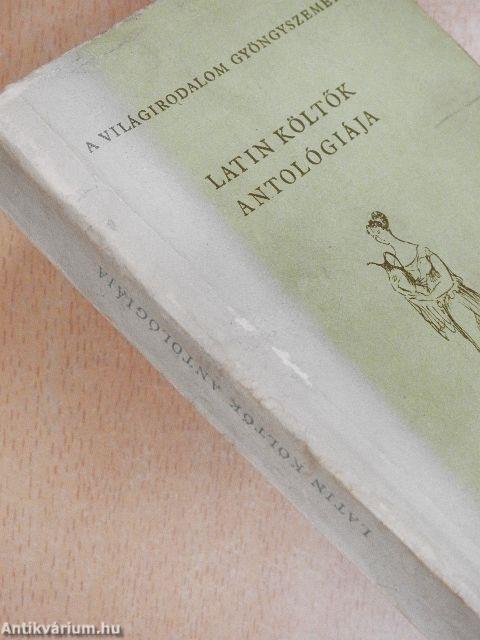 A VILÁGIRODALOM GYÖNGYSZEMEI
LATIN KÖLTŐK
ANTOLÓGIÁJA
LATIN KÖLTŐK ANTOLÓGIÁJA
Antikvárium.hu